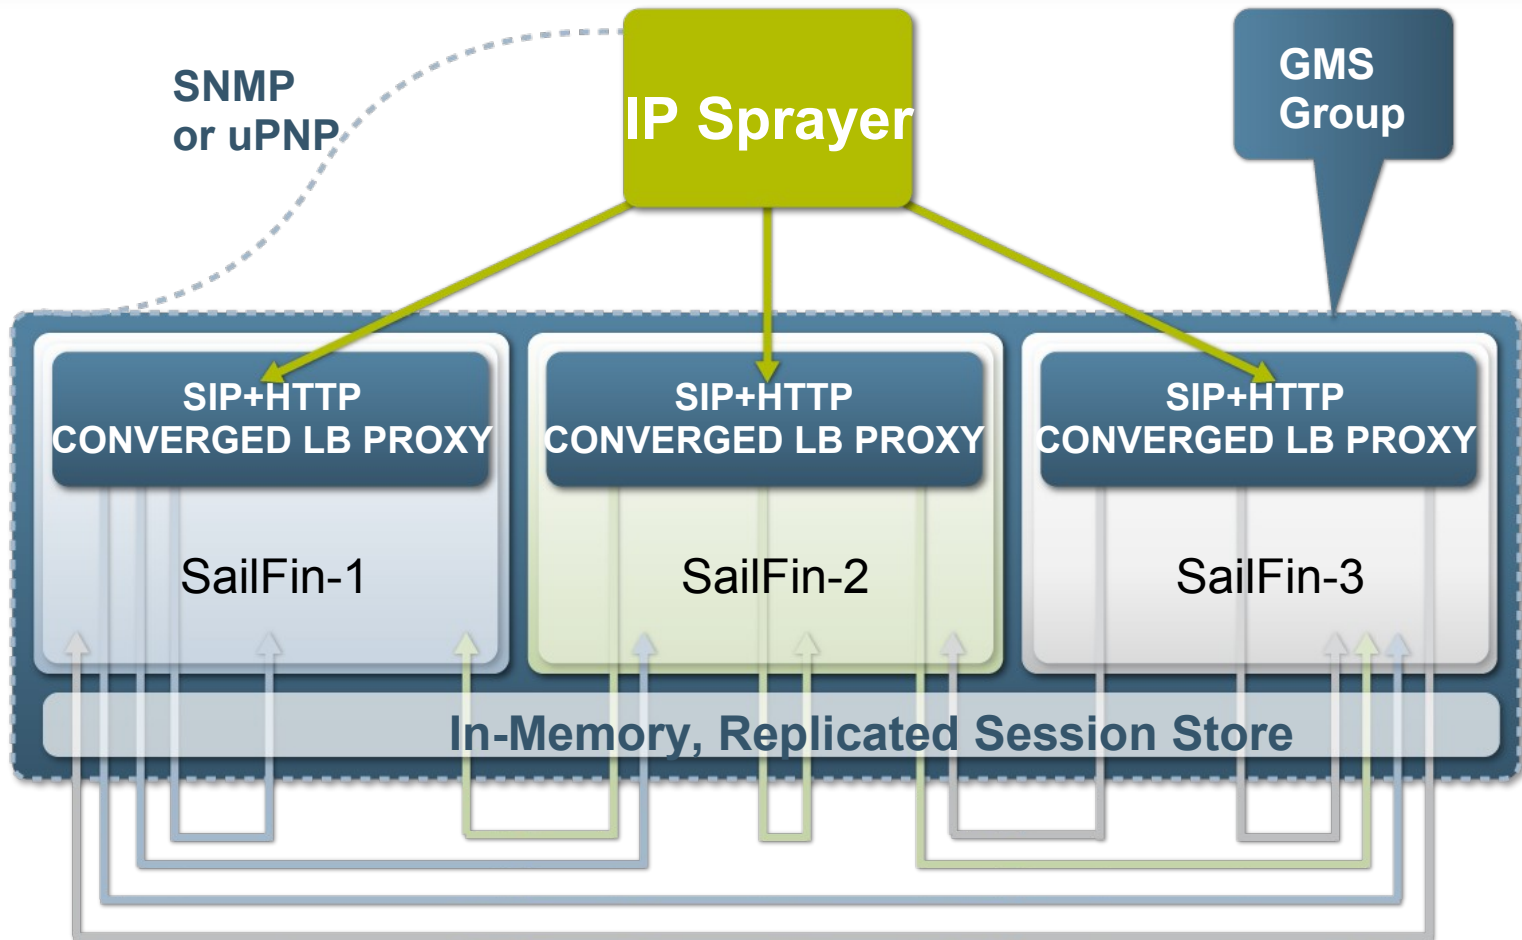 SNMP
or uPNP
IP Sprayer
GMS
Group
SIP+HTTP
CONVERGED LB PROXY
SIP+HTTP
CONVERGED LB PROXY
SIP+HTTP
CONVERGED LB PROXY
SailFin-1
SailFin-2
SailFin-3
In-Memory, Replicated Session Store